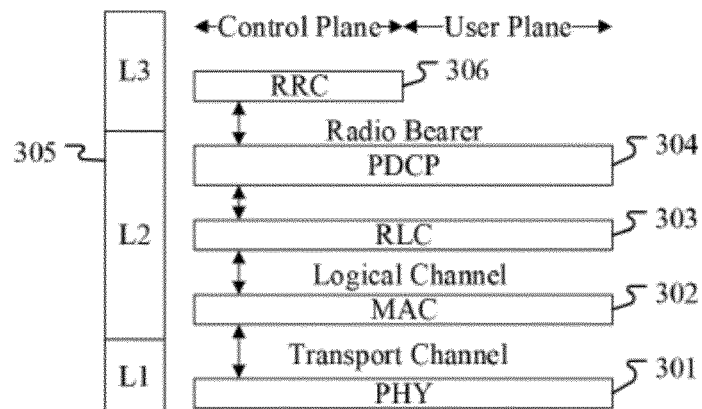 Control Plane User Plane
L3
RRC
306
Radio Bearer
305
PDCP
304
L2
RLC
303
Logical Channel
MAC
302
Transport Channel
L1
PHY
301